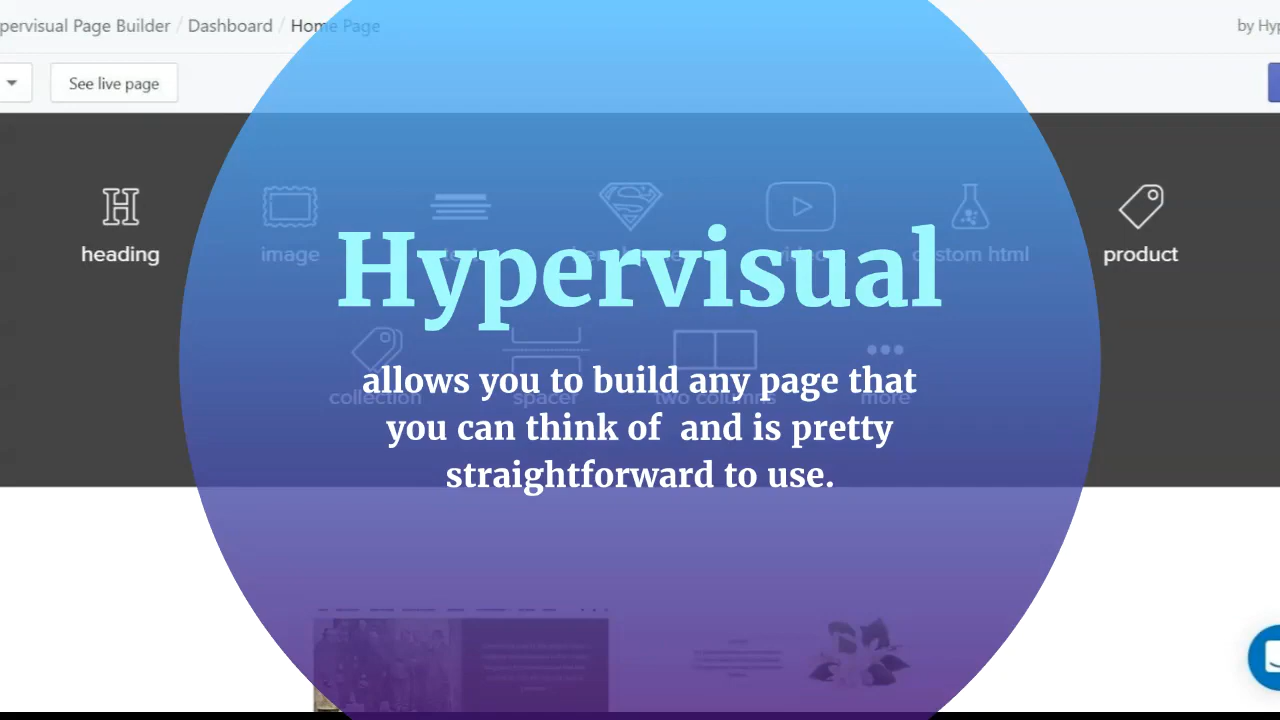 pervisual Page Builder / Dashboard / Home Page
by Hyp
See live page
heading
image
custom html
product
Hypervisual
collection
spacer
two columns
more
allows you to build any page that
you can think of and is pretty
straightforward to use.